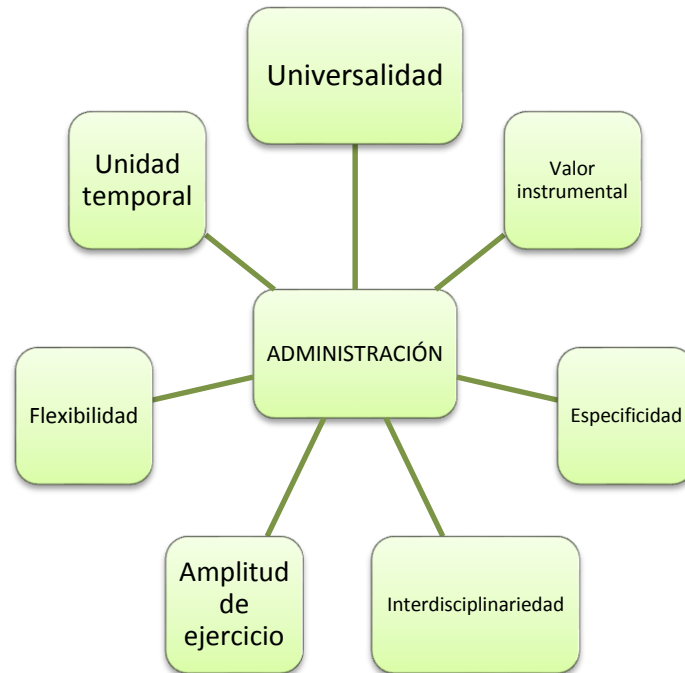 Universalidad
Unidad
temporal
Valor
instrumental
ADMINISTRACIÓN
Flexibilidad
Especificidad
Amplitud
de
ejercicio
Interdisciplinariedad